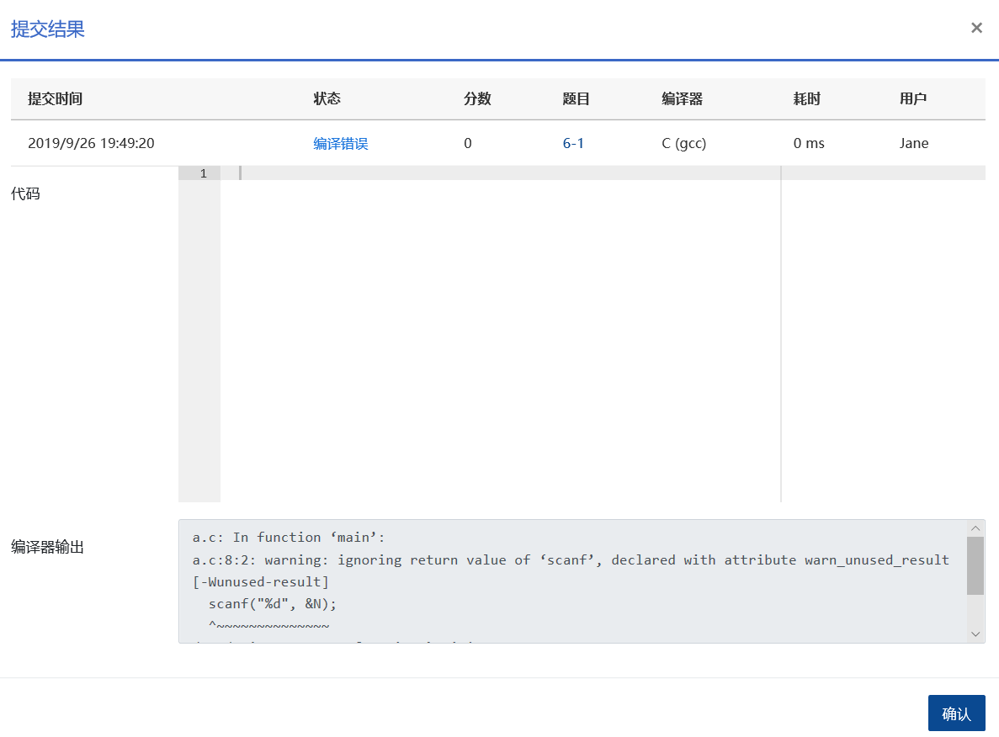 提交结果
×
提交时间 状态 分数 题目 编译器 耗时 用户
2019/9/26 19:49:20 编译错误 0 6-1 C (gcc) 0 ms Jane
代码
1
编译器输出
a.c: In function ‘main’:
a.c:8:2: warning: ignoring return value of ‘scanf’, declared with attribute warn_unused_result
[-Wunused-result]
scanf("%d", &N);
^~~~~~~~~~~~~~~
确认